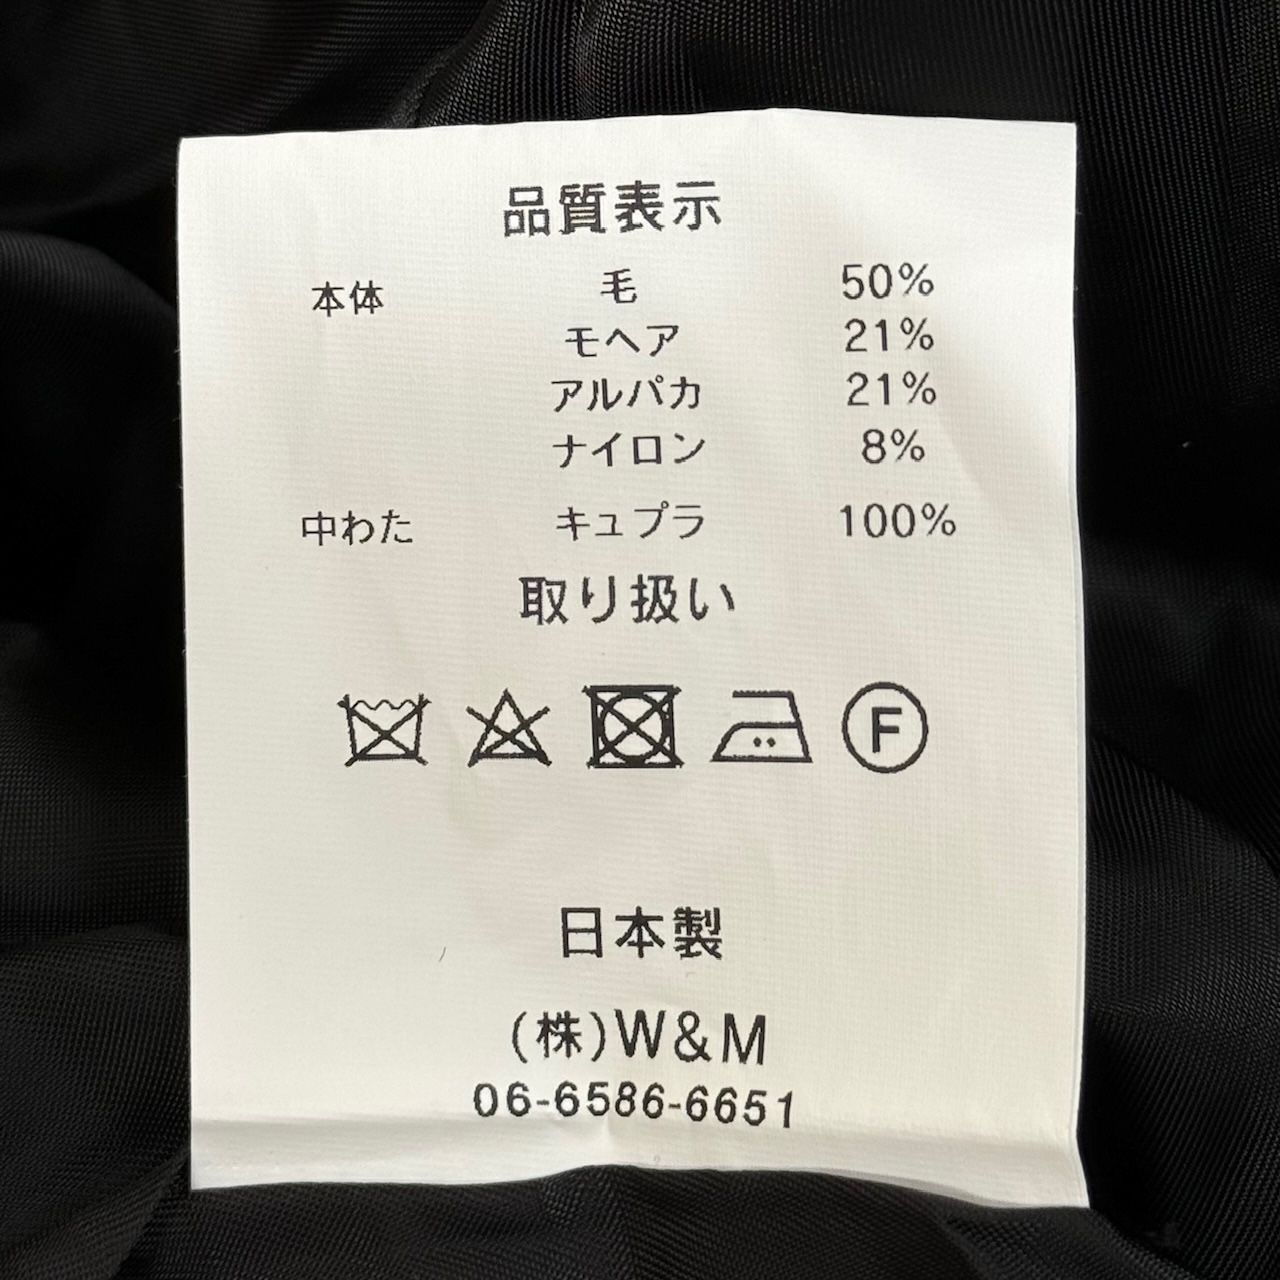 品質表示
本体 毛 50%
モヘア 21%
アルパカ 21%
ナイロン 8%
中わた キュプラ 100%
取り扱い
F
日本製
(株)W&M
06-6586-6651